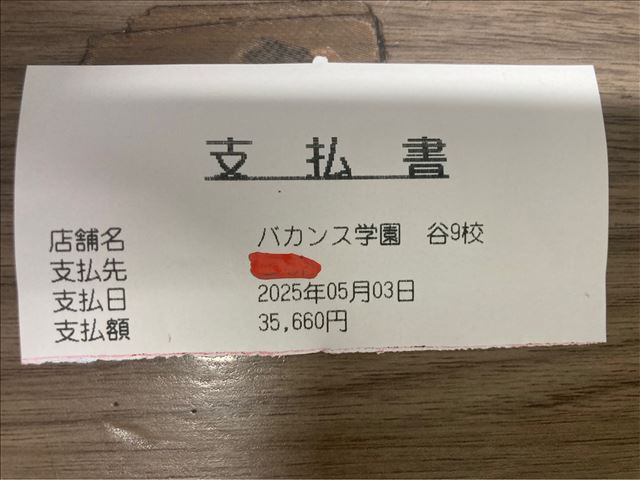 支払書
店舗名 バカンス学園 谷9校
支払先
支払日 2025年05月03日
支払額 35,660円